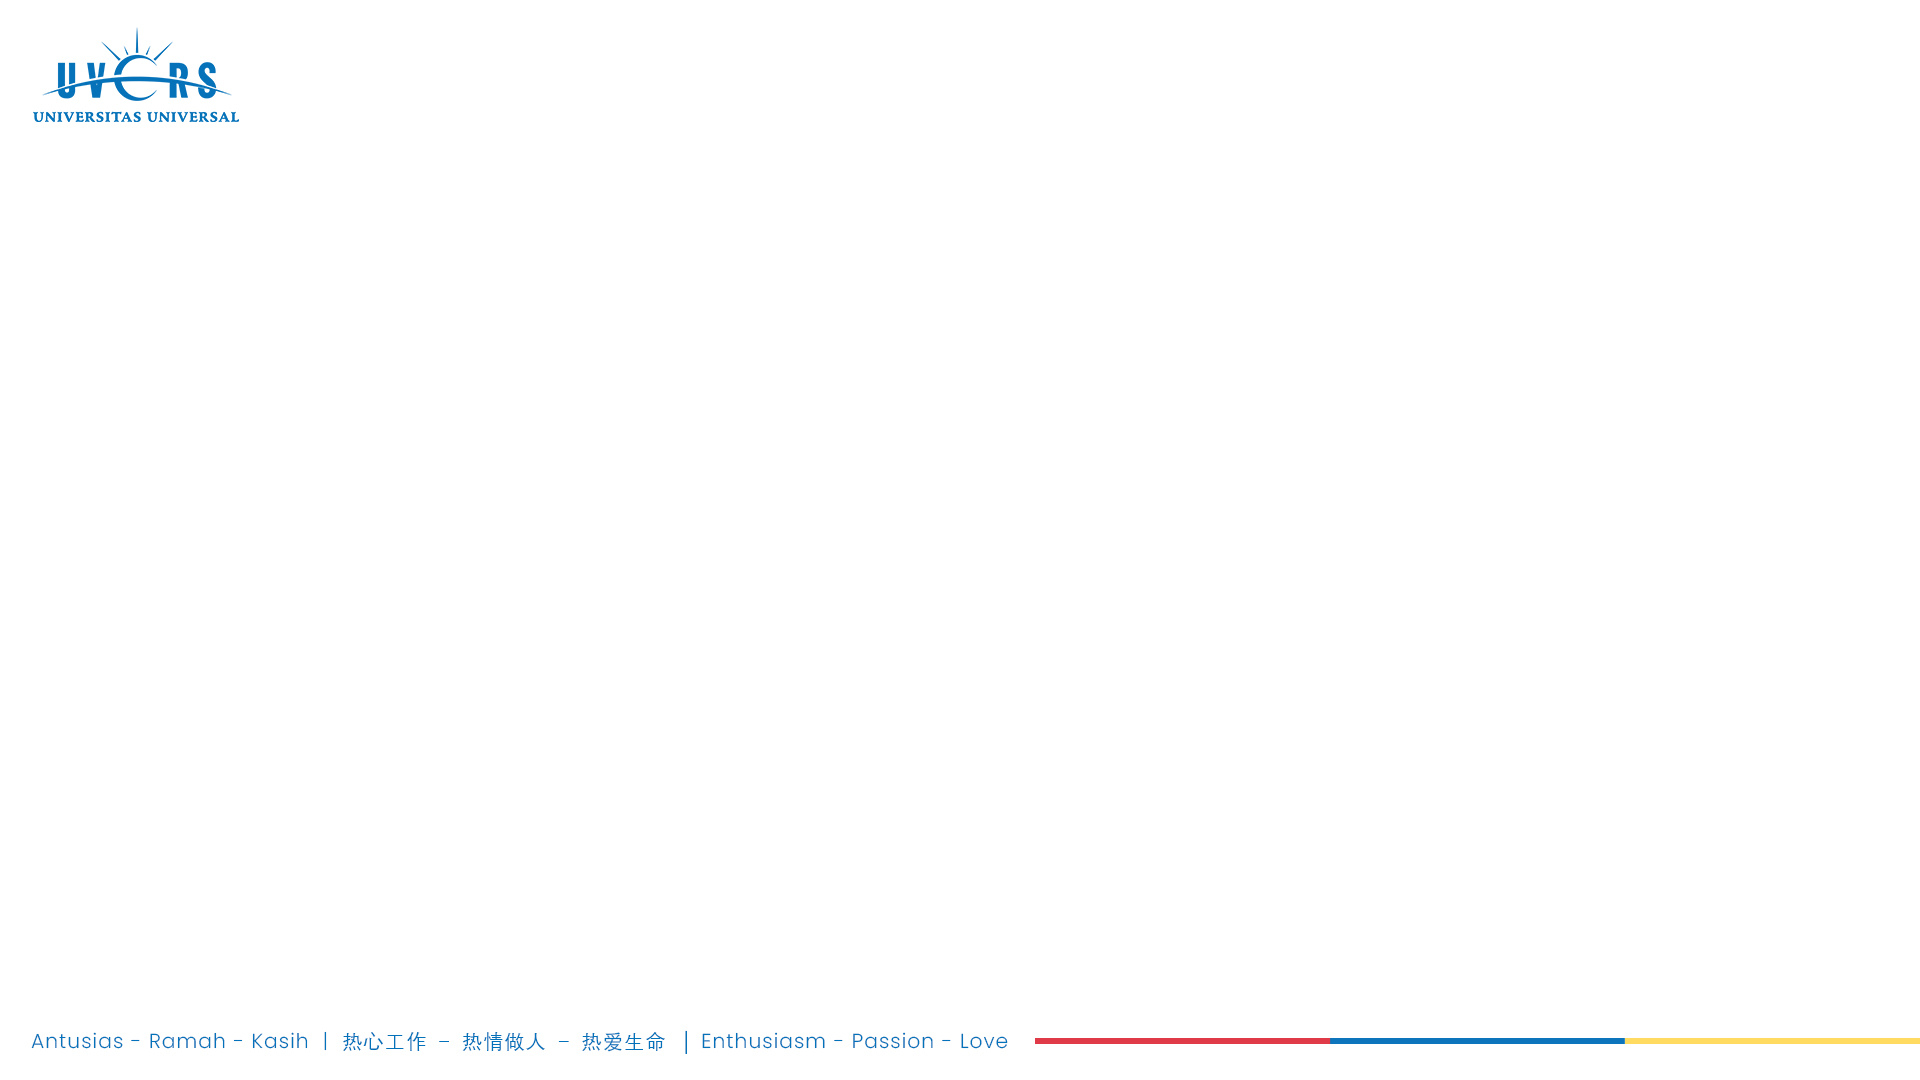 UVERS
UNIVERSITAS UNIVERSAL
Antusias - Ramah - Kasih | 热心工作 – 热情做人 – 热爱生命 | Enthusiasm - Passion - Love